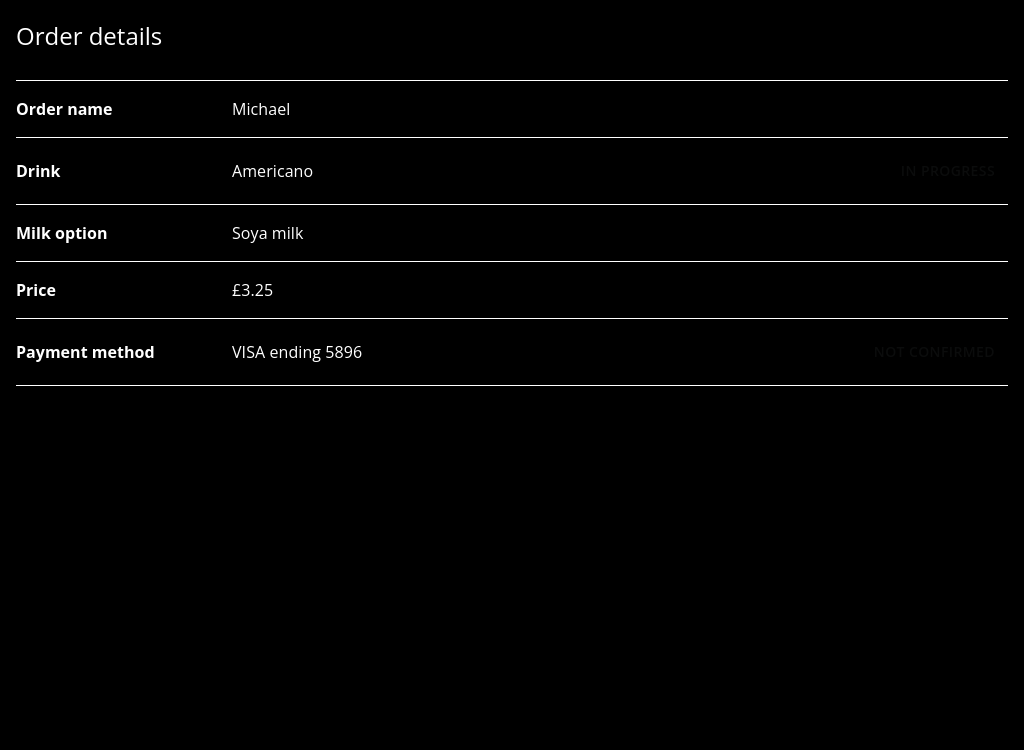 Order details
Order name Michael
Drink Americano IN PROGRESS
Milk option Soya milk
Price £3.25
Payment method VISA ending 5896 NOT CONFIRMED